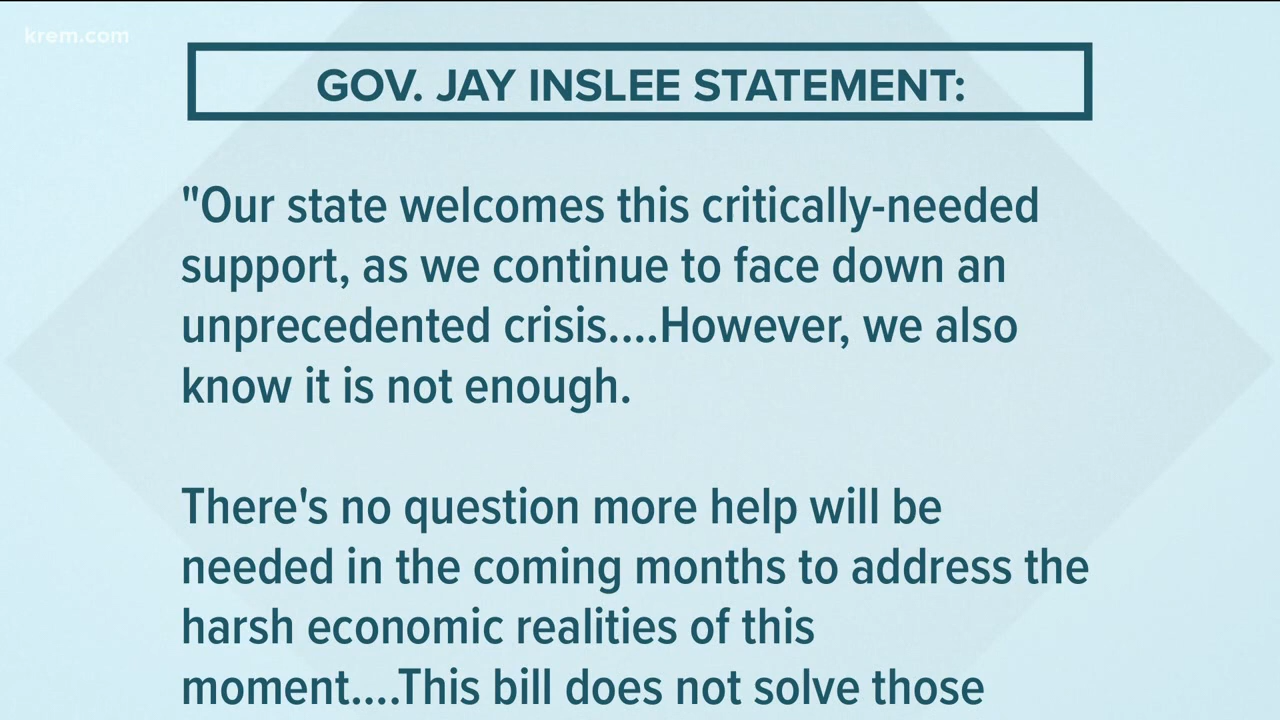 krem.com
GOV. JAY INSLEE STATEMENT:
"Our state welcomes this critically-needed
support, as we continue to face down an
unprecedented crisis....However, we also
know it is not enough.
There's no question more help will be
needed in the coming months to address the
harsh economic realities of this
moment....This bill does not solve those